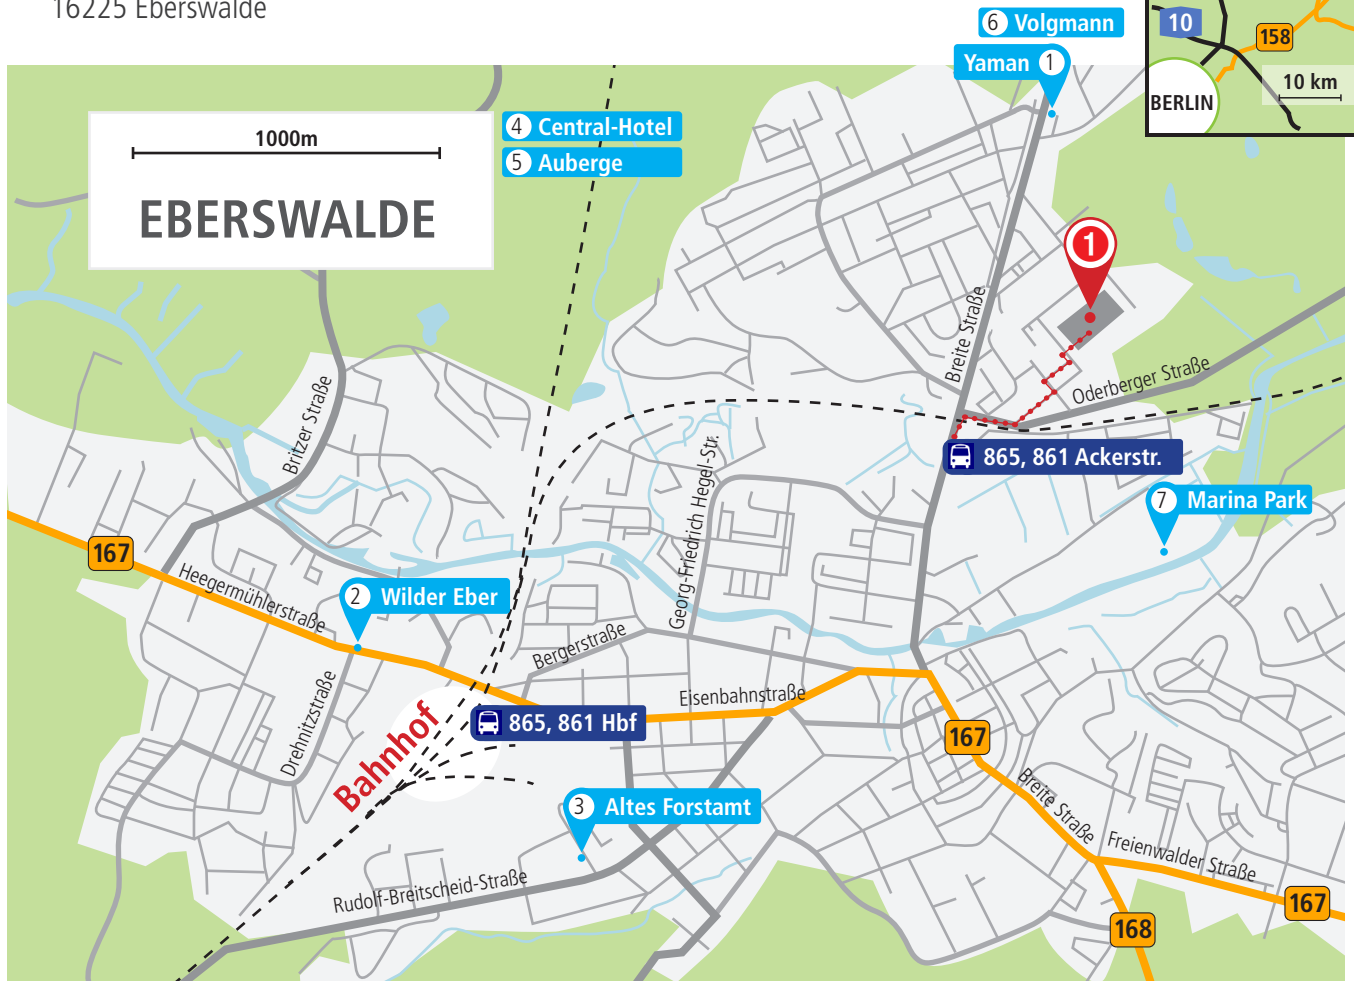 16225 Eberswalde
6 Volgmann
Yaman 1
10
158
10 km
BERLIN
1000m
EBERSWALDE
4 Central-Hotel
5 Auberge
1
Breite Straße
Oderberger Straße
Britzer Straße
Georg-Friedrich Hegel-Str.
865, 861 Ackerstr.
7 Marina Park
167
Heegermühlerstraße
2 Wilder Eber
Bergerstraße
Drehnitzstraße
Bahnhof
865, 861 Hbf
Eisenbahnstraße
167
Breite Straße
3 Altes Forstamt
Freienwalder Straße
Rudolf-Breitscheid-Straße
167
168